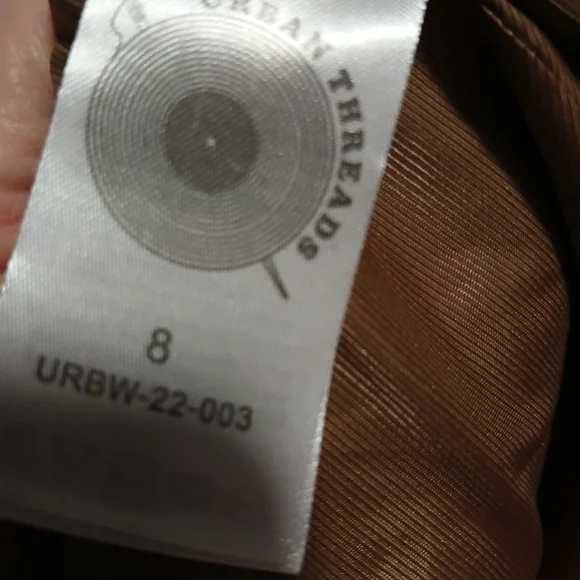 URBAN THREADS
8
URBW-22-003